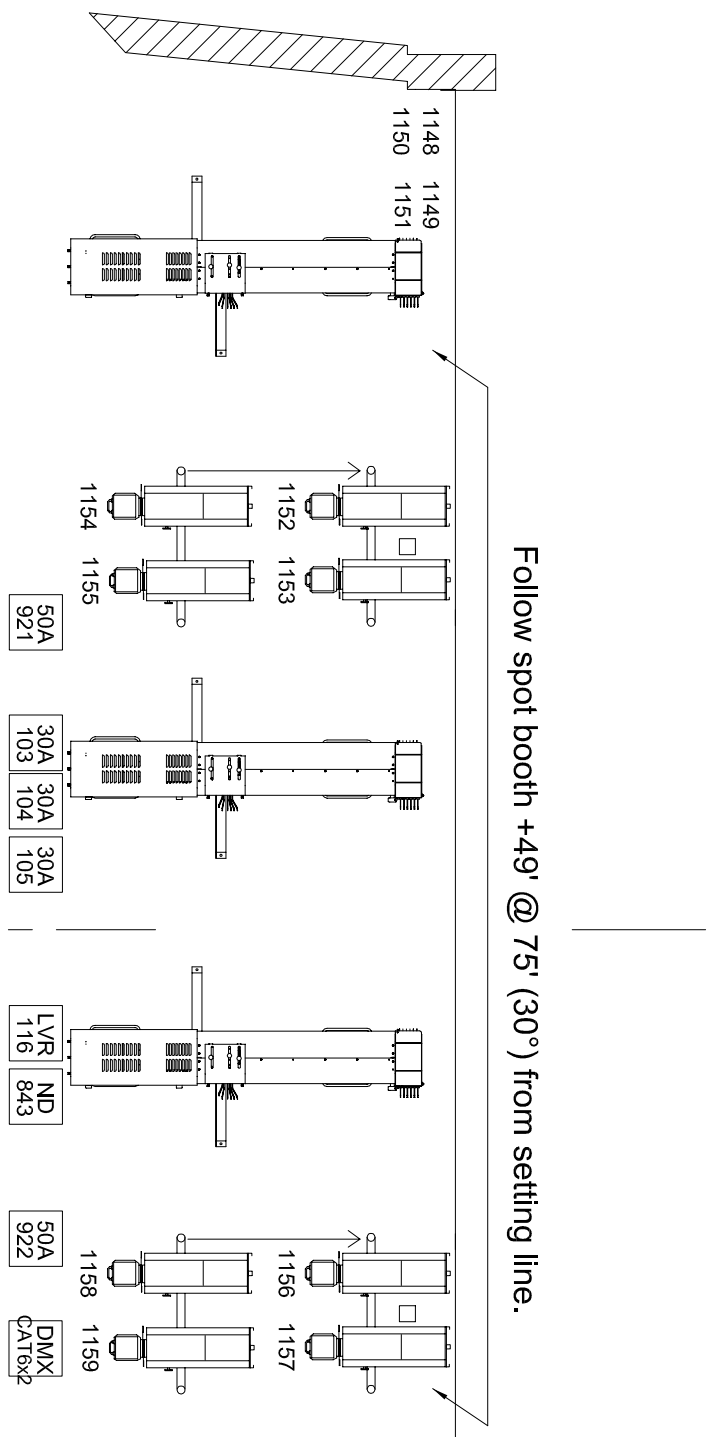 Follow spot booth +49' @ 75' (30°) from setting line.
1148 1149
1150 1151
1152
1153
1156
1157
1154
1155
1158
1159
50A
921
30A
103
30A
104
30A
105
LVR
116
ND
843
50A
922
DMX
CAT6x2